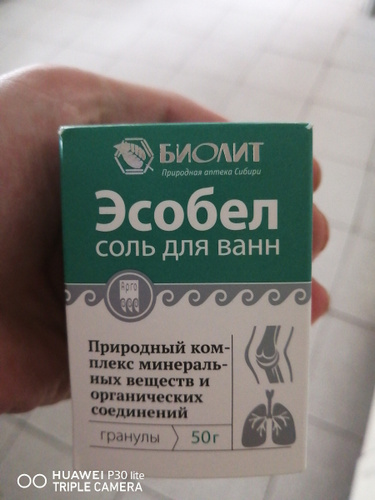 БИОЛИТ
Природная аптека Сибири
Эсобел
соль для ванн
Арго
Природный ком-
плекс минераль-
ных веществ и
органических
соединений
гранулы 50 г
HUAWEI P30 lite
TRIPLE CAMERA